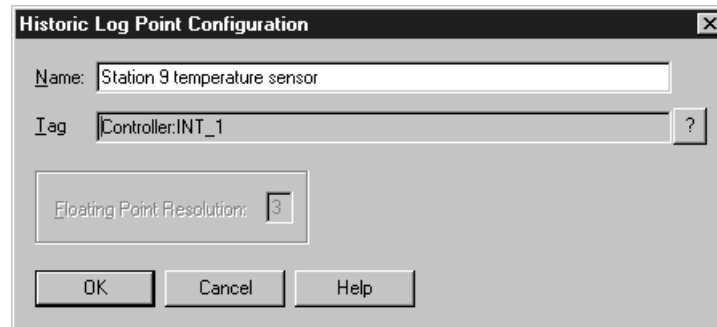 Historic Log Point Configuration
Name: Station 9 temperature sensor
Tag Controller:INT_1 ?
Floating Point Resolution: 3
OK Cancel Help